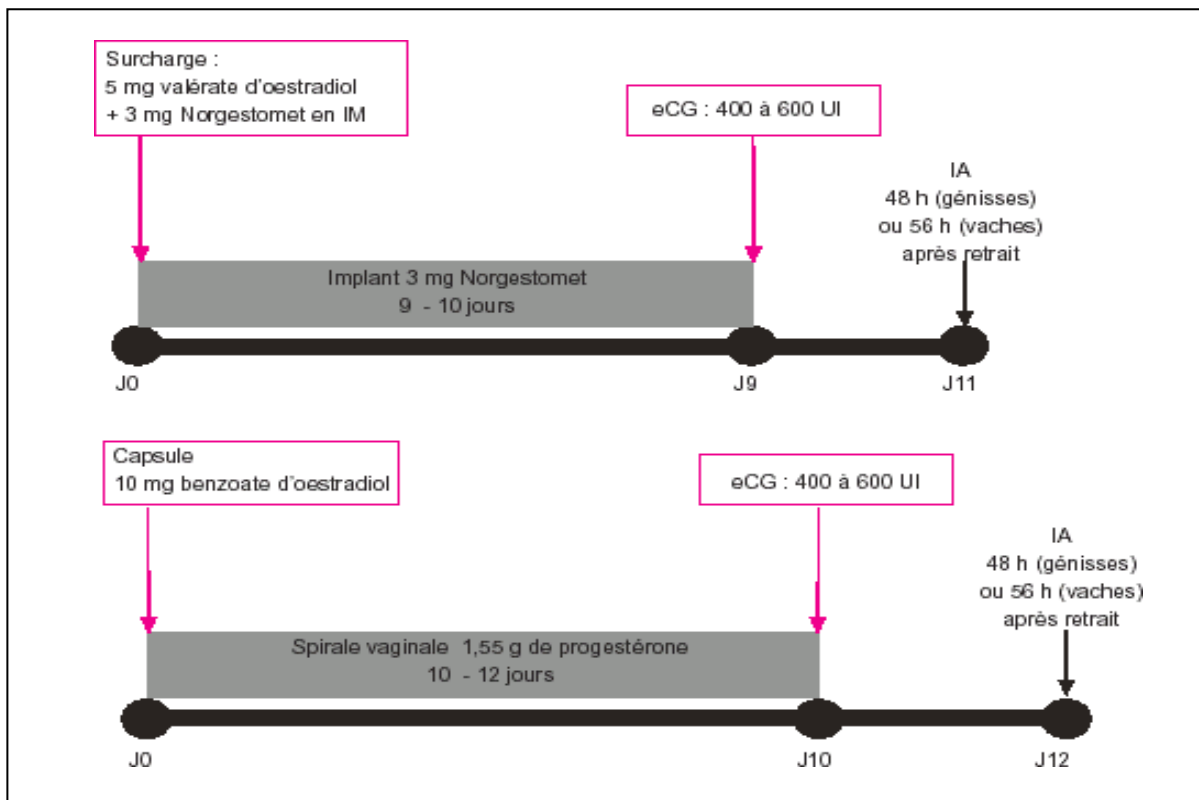 Surcharge :
5 mg valérate d'oestradiol
+ 3 mg Norgestomet en IM
eCG : 400 à 600 UI
IA
48 h (génisses)
ou 56 h (vaches)
après retrait
Implant 3 mg Norgestomet
9 - 10 jours
J0
J9
J11
Capsule
10 mg benzoate d'oestradiol
eCG : 400 à 600 UI
IA
48 h (génisses)
ou 56 h (vaches)
après retrait
Spirale vaginale 1,55 g de progestérone
10 - 12 jours
J0
J10
J12